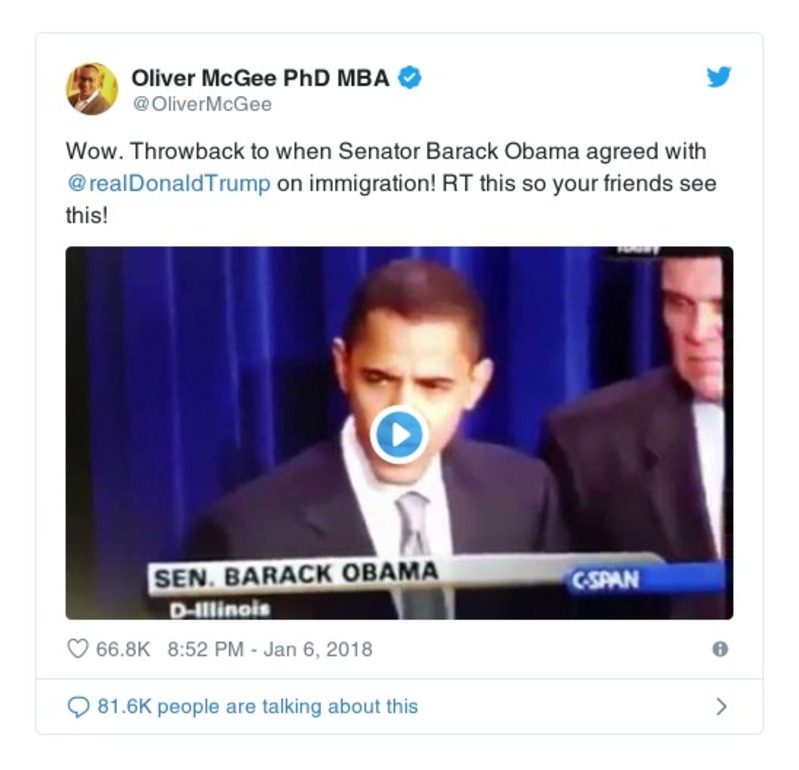 Oliver McGee PhD MBA
@OliverMcGee
Wow. Throwback to when Senator Barack Obama agreed with
@realDonaldTrump on immigration! RT this so your friends see
this!
Today
SEN. BARACK OBAMA
C-SPAN
D-Illinois
66.8K 8:52 PM - Jan 6, 2018
81.6K people are talking about this